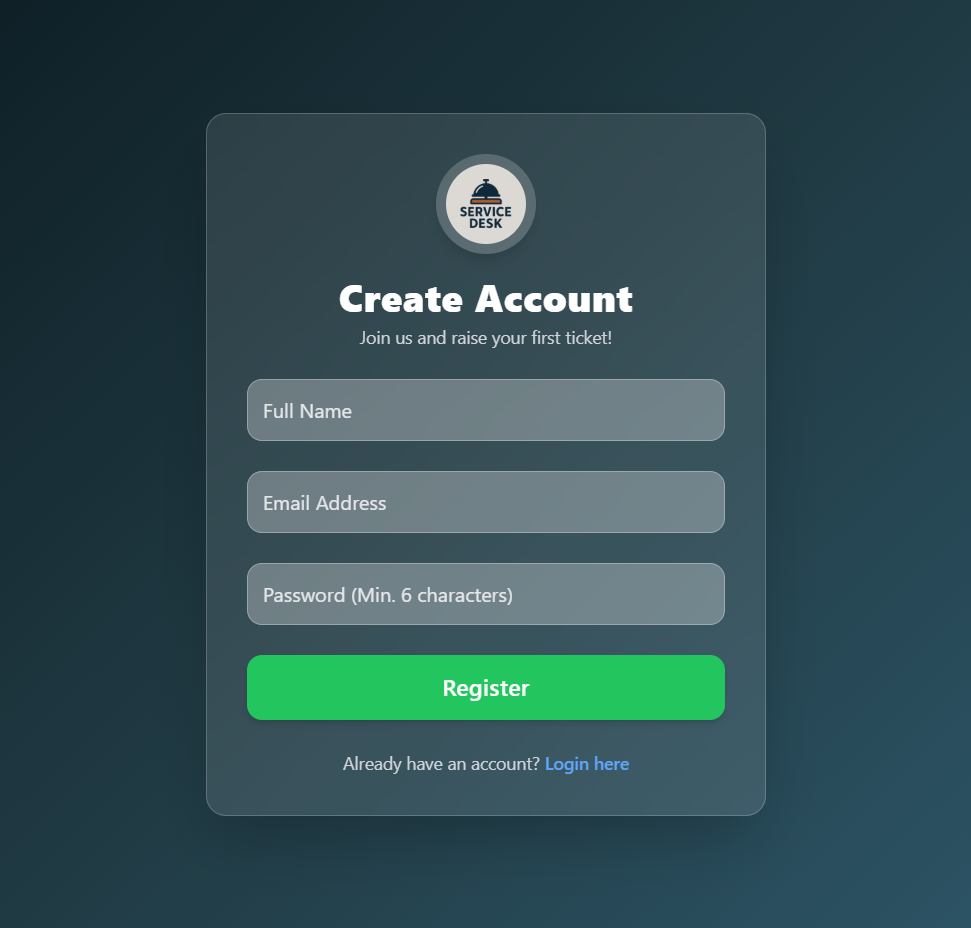 SERVICE
DESK
Create Account
Join us and raise your first ticket!
Full Name
Email Address
Password (Min. 6 characters)
Register
Already have an account? Login here